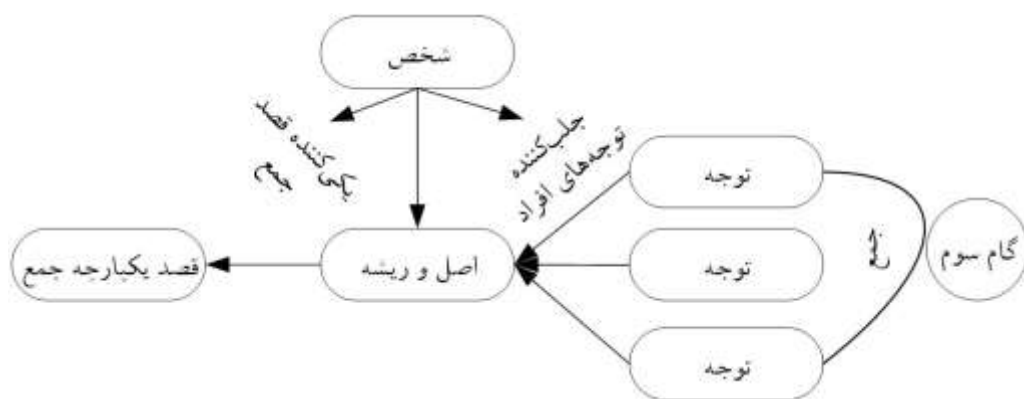 شخص
یکی‌کننده قصد
جمع
جلب‌کننده
توجه‌های افراد
توجه
جمع
گام سوم
توجه
اصل و ریشه
قصد یکپارچه جمع
توجه